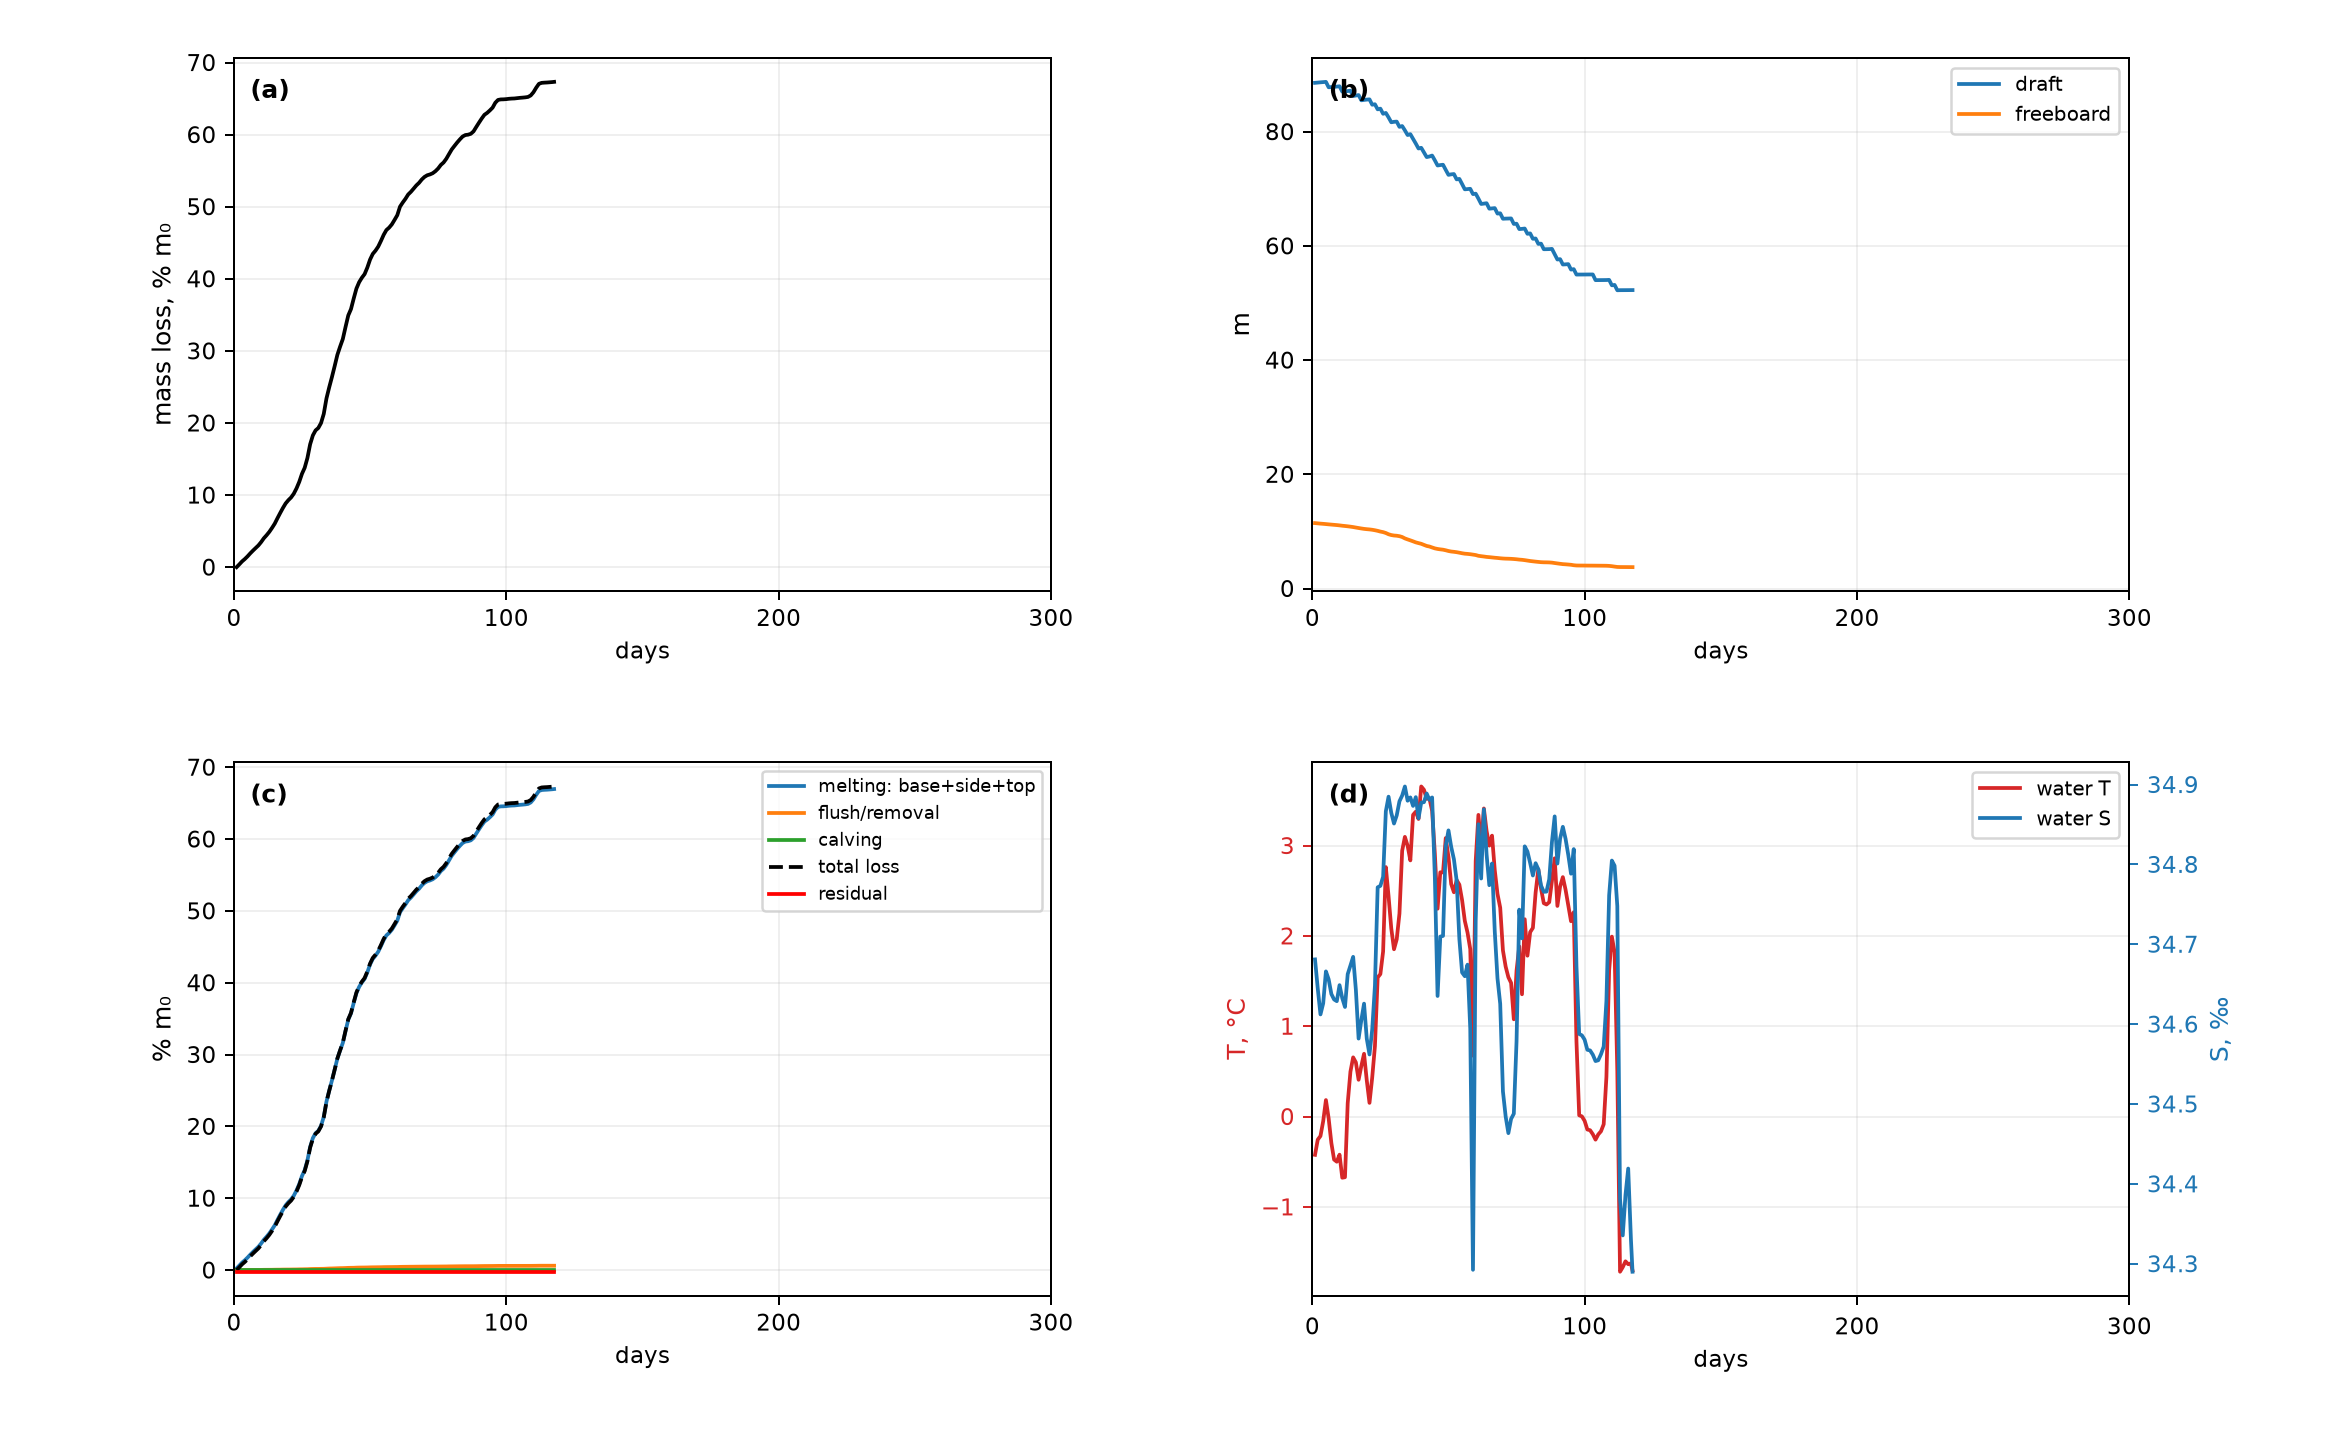 (a)
mass loss, % m₀
70
60
50
40
30
20
10
0
0 100 200 300
days
(b)
draft
freeboard
m
80
60
40
20
0
0 100 200 300
days
(c)
melting: base+side+top
flush/removal
calving
total loss
residual
% m₀
70
60
50
40
30
20
10
0
0 100 200 300
days
(d)
water T
water S
T, °C
3
2
1
0
−1
34.9
34.8
34.7
34.6
34.5
34.4
34.3
S, ‰
0 100 200 300
days